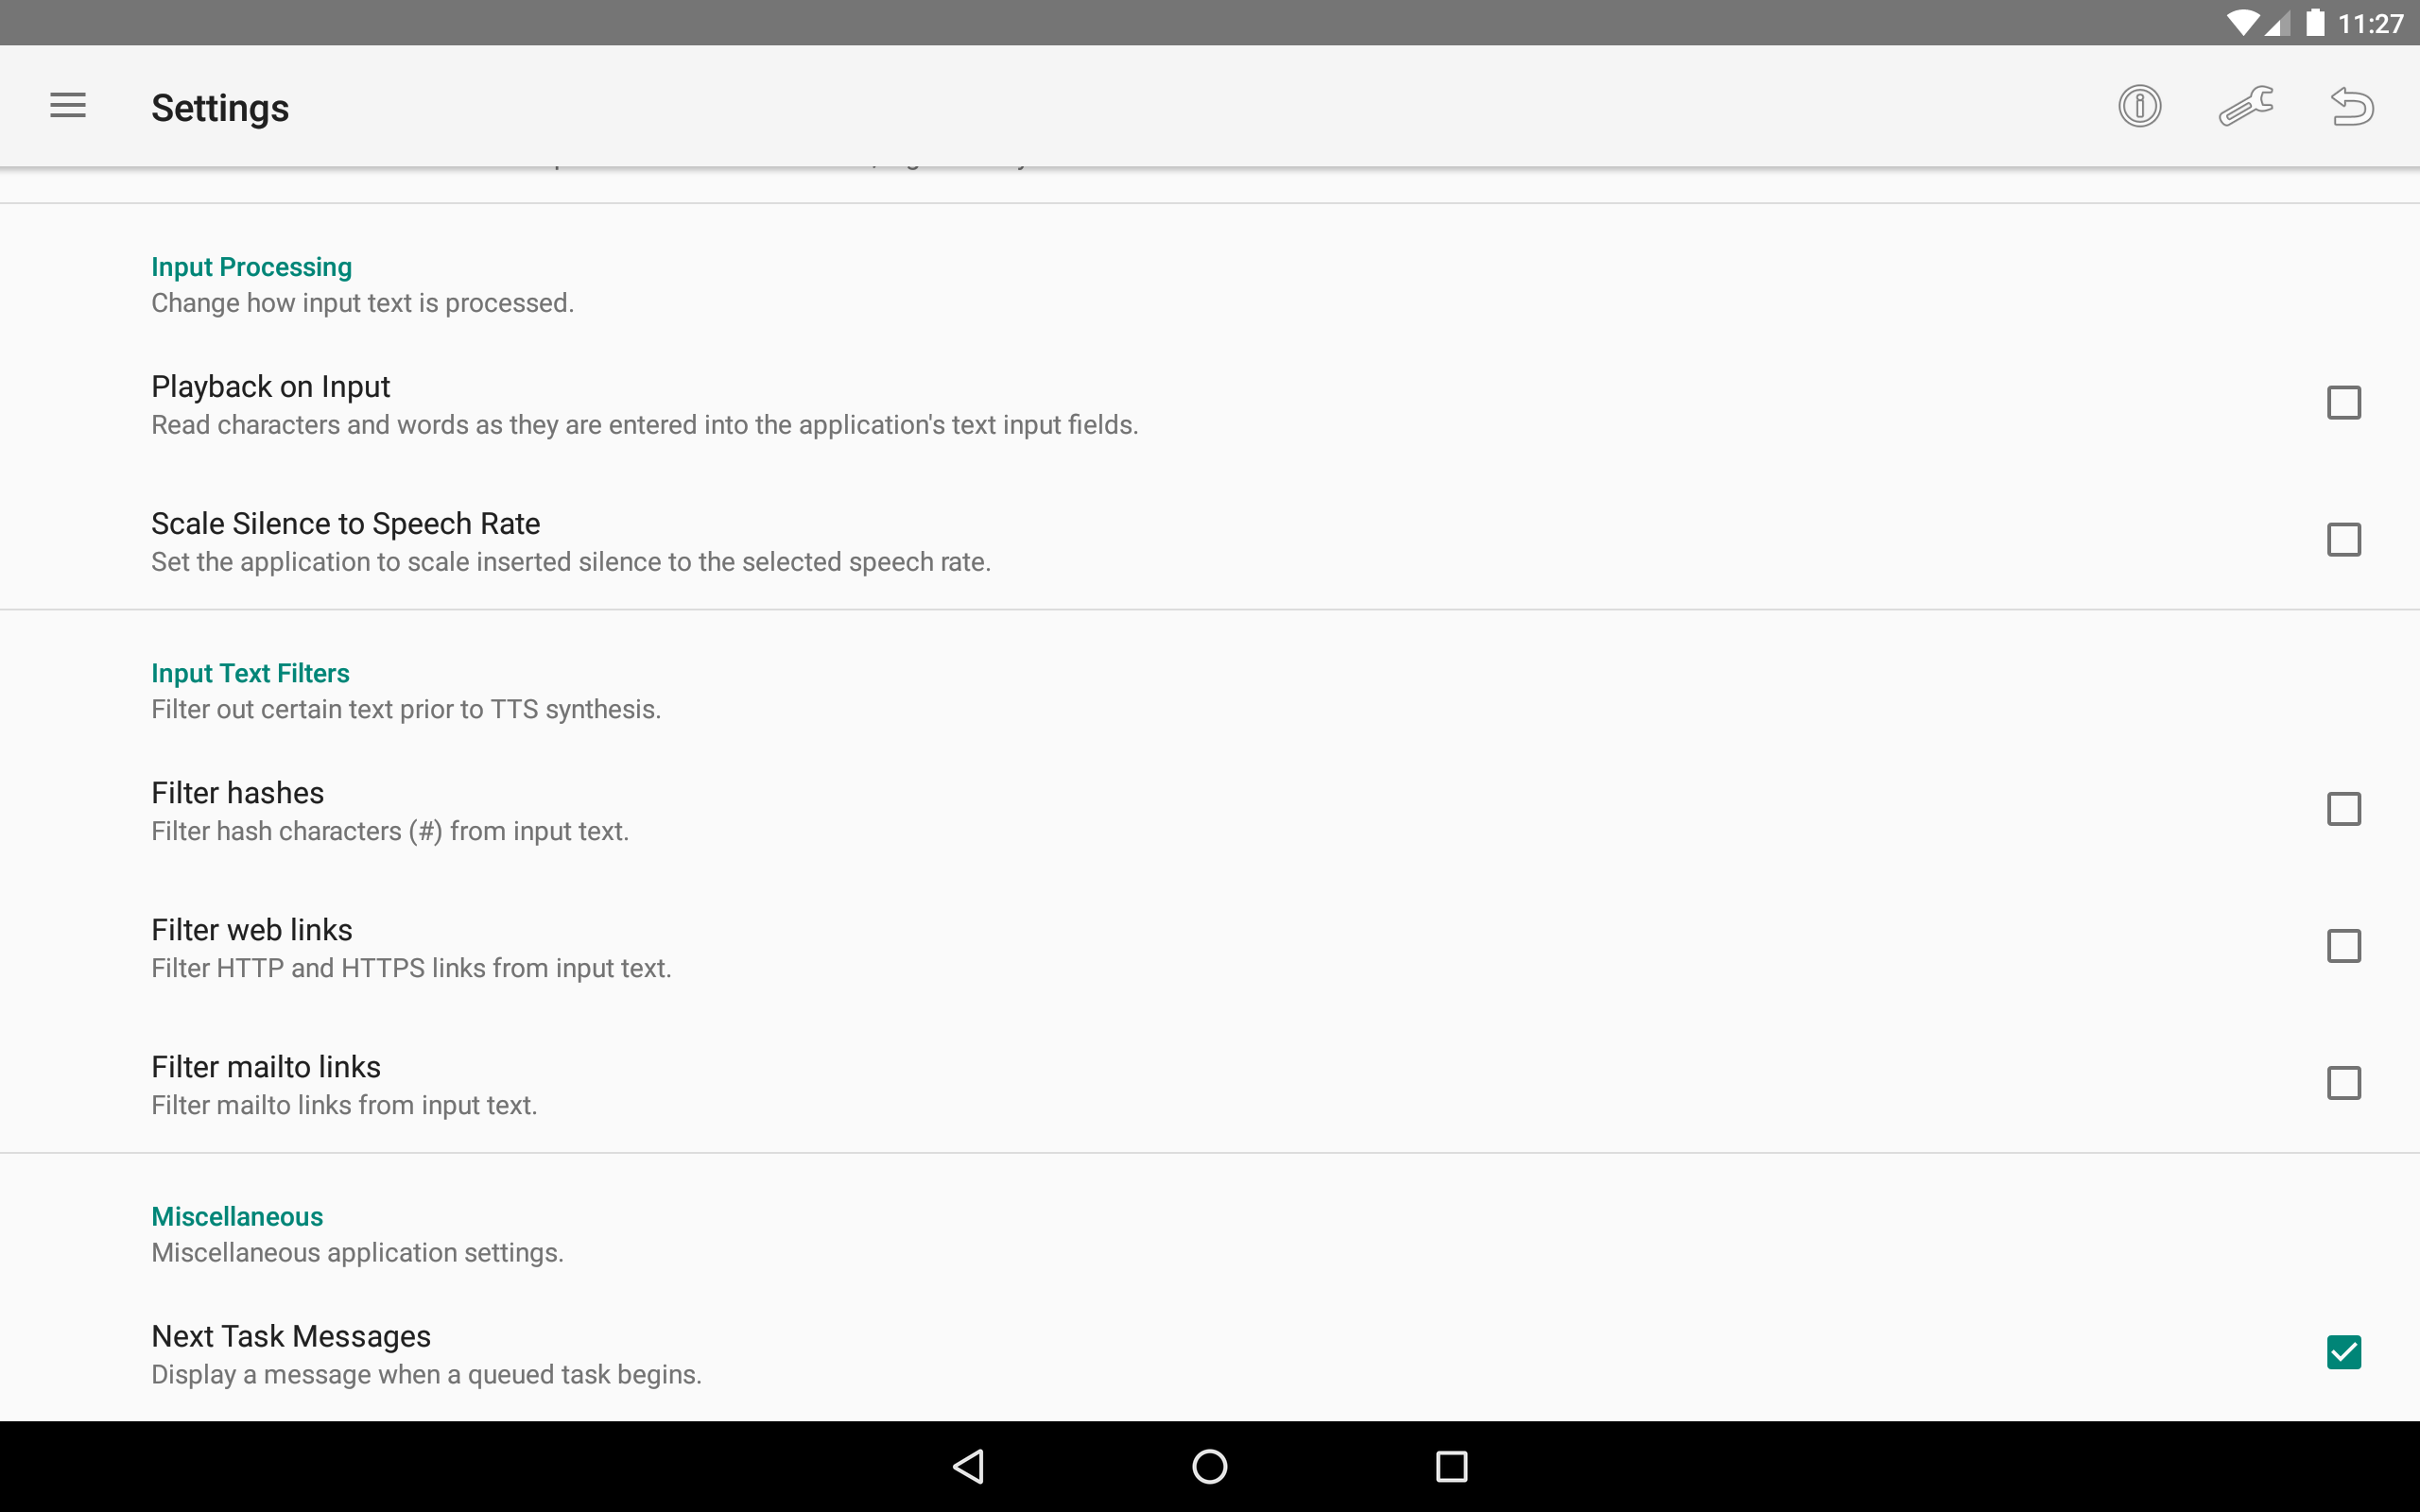 11:27
Settings
Input Processing
Change how input text is processed.
Playback on Input
Read characters and words as they are entered into the application's text input fields.
Scale Silence to Speech Rate
Set the application to scale inserted silence to the selected speech rate.
Input Text Filters
Filter out certain text prior to TTS synthesis.
Filter hashes
Filter hash characters (#) from input text.
Filter web links
Filter HTTP and HTTPS links from input text.
Filter mailto links
Filter mailto links from input text.
Miscellaneous
Miscellaneous application settings.
Next Task Messages
Display a message when a queued task begins.